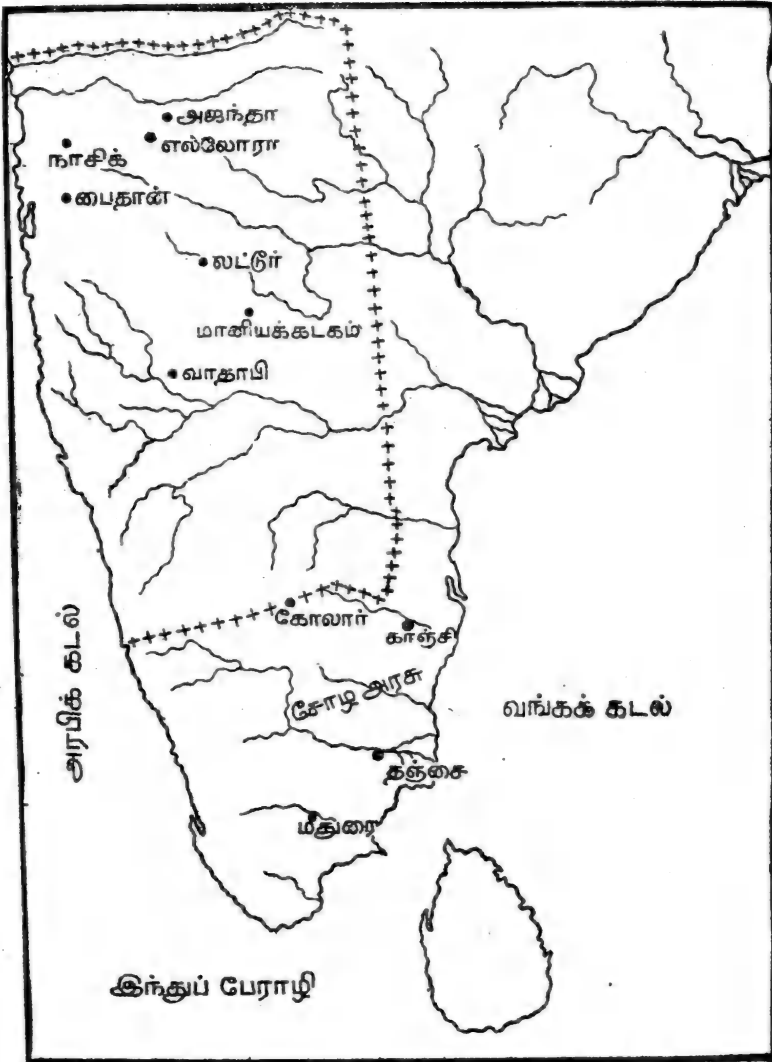 அஜந்தா
எல்லோரா
நாசிக்
பைதான்
லட்டூர்
மானியக்கடகம்
வாதாபி
கோலார்
காஞ்சி
அரபிக் கடல்
சோழ அரசு
வங்கக் கடல்
தஞ்சை
மதுரை
இந்துப் பேராழி